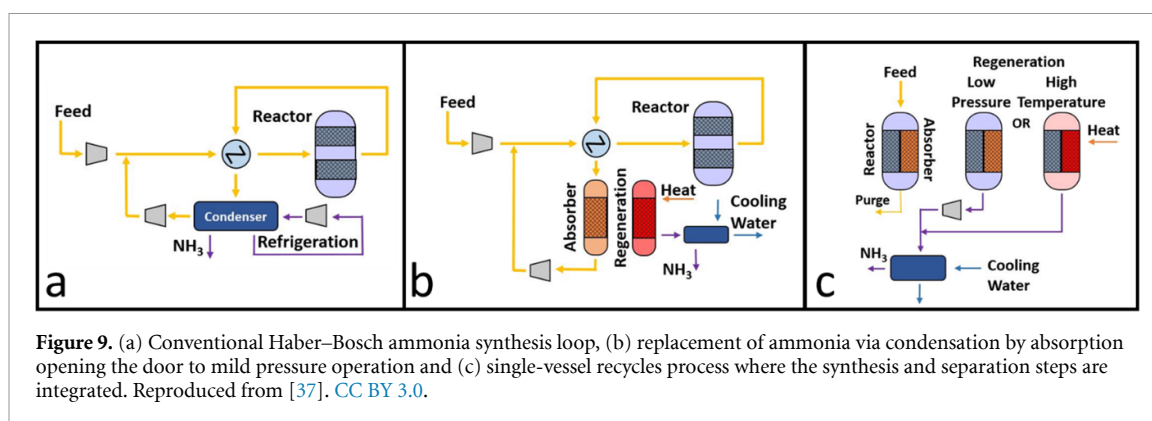 Feed
Reactor
Condenser
NH3
Refrigeration
a
Feed
Reactor
Absorber
Regeneration
Heat
Cooling
Water
NH3
b
Regeneration
Feed
Low
High
Pressure
Temperature
OR
Reactor
Absorber
Heat
Purge
NH3
Cooling
Water
c
Figure 9. (a) Conventional Haber–Bosch ammonia synthesis loop, (b) replacement of ammonia via condensation by absorption
opening the door to mild pressure operation and (c) single-vessel recycles process where the synthesis and separation steps are
integrated. Reproduced from [37]. CC BY 3.0.